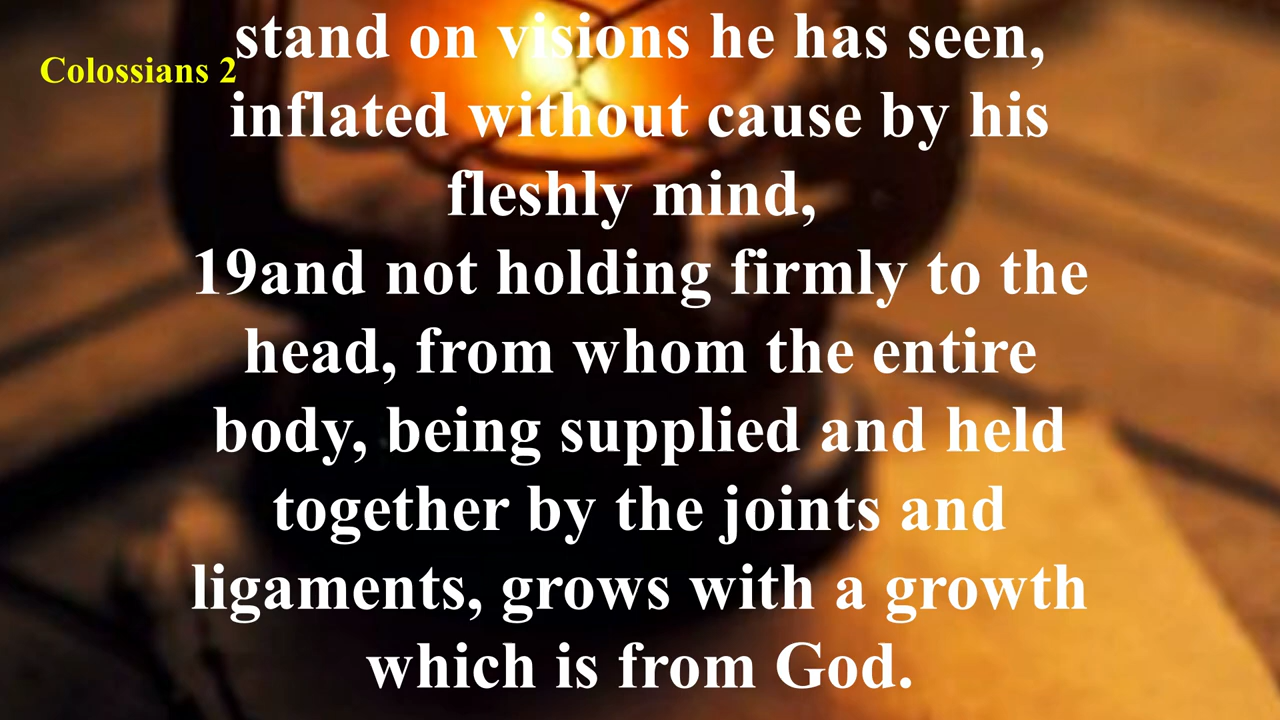 Colossians 2
stand on visions he has seen,
inflated without cause by his
fleshly mind,
19and not holding firmly to the
head, from whom the entire
body, being supplied and held
together by the joints and
ligaments, grows with a growth
which is from God.